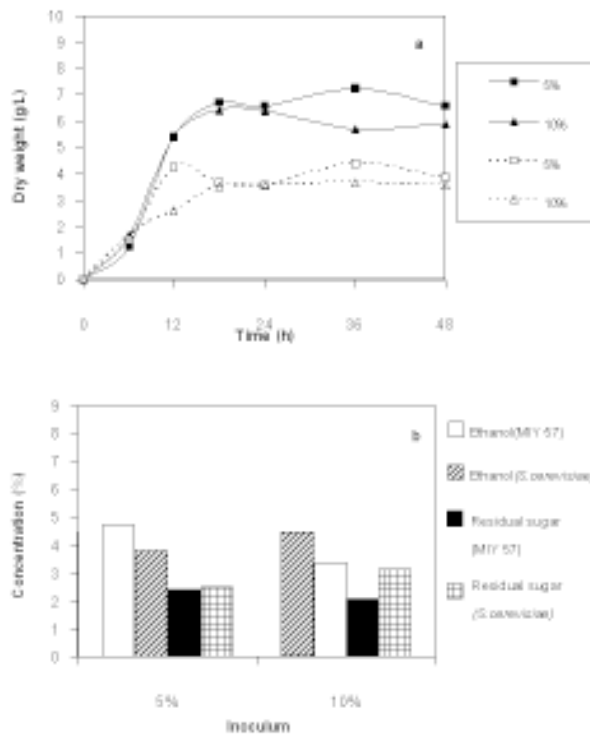 10
9
8
7
6
5
4
3
2
1
0
Dry weight (g/L)
a
5%
10%
5%
10%
0 12 24 36 48
Time (h)
9
8
7
6
5
4
3
2
1
0
Concentration (%)
Ethanol(MIY 57)
Ethanol (S.cerevisiae)
Residual sugar
(MIY 57)
Residual sugar
(S.cerevisiae)
5% 10%
Inoculum